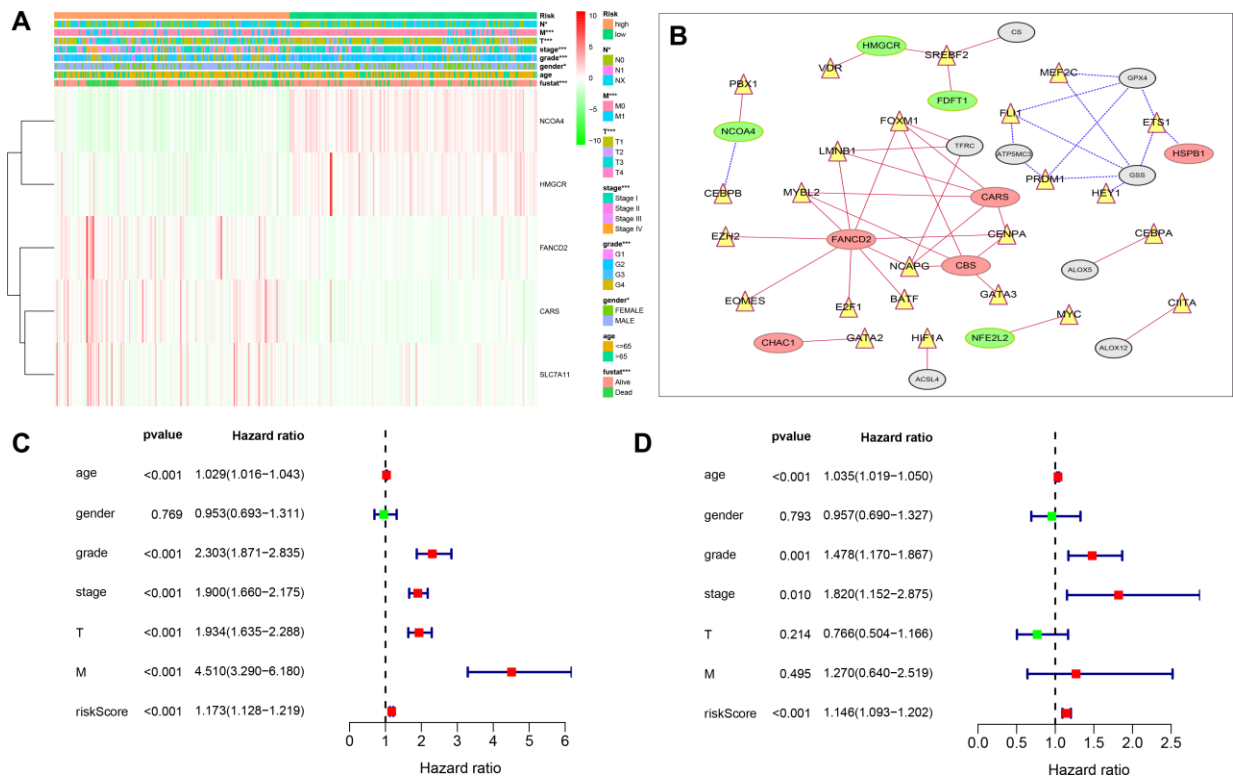 A
Risk
N*
M***
T***
stage***
grade***
gender*
age
fustat***
NCOA4
HMGCR
FANCD2
CARS
SLC7A11
10
5
0
−5
−10
Risk
high
low
N*
N0
N1
NX
M***
M0
M1
T***
T1
T2
T3
T4
stage***
Stage I
Stage II
Stage III
Stage IV
grade***
G1
G2
G3
G4
gender*
FEMALE
MALE
age
<=65
>65
fustat***
Alive
Dead
B
CS
HMGCR
SREBF2
VDR
FDFT1
PBX1
NCOA4
CEBPB
MEF2C
GPX4
FLI1
ETS1
HSPB1
ATP5MC3
GSS
PRDM1
HEY1
FOXM1
TFRC
LMNB1
MYBL2
CARS
EZH2
FANCD2
CENPA
NCAPG
CBS
EOMES
E2F1
BATF
GATA3
CEBPA
ALOX5
CHAC1
GATA2
HIF1A
ACSL4
NFE2L2
MYC
CIITA
ALOX12
C
pvalue Hazard ratio
age <0.001 1.029(1.016−1.043)
gender 0.769 0.953(0.693−1.311)
grade <0.001 2.303(1.871−2.835)
stage <0.001 1.900(1.660−2.175)
T <0.001 1.934(1.635−2.288)
M <0.001 4.510(3.290−6.180)
riskScore <0.001 1.173(1.128−1.219)
0 1 2 3 4 5 6
Hazard ratio
D
pvalue Hazard ratio
age <0.001 1.035(1.019−1.050)
gender 0.793 0.957(0.690−1.327)
grade 0.001 1.478(1.170−1.867)
stage 0.010 1.820(1.152−2.875)
T 0.214 0.766(0.504−1.166)
M 0.495 1.270(0.640−2.519)
riskScore <0.001 1.146(1.093−1.202)
0.0 0.5 1.0 1.5 2.0 2.5
Hazard ratio